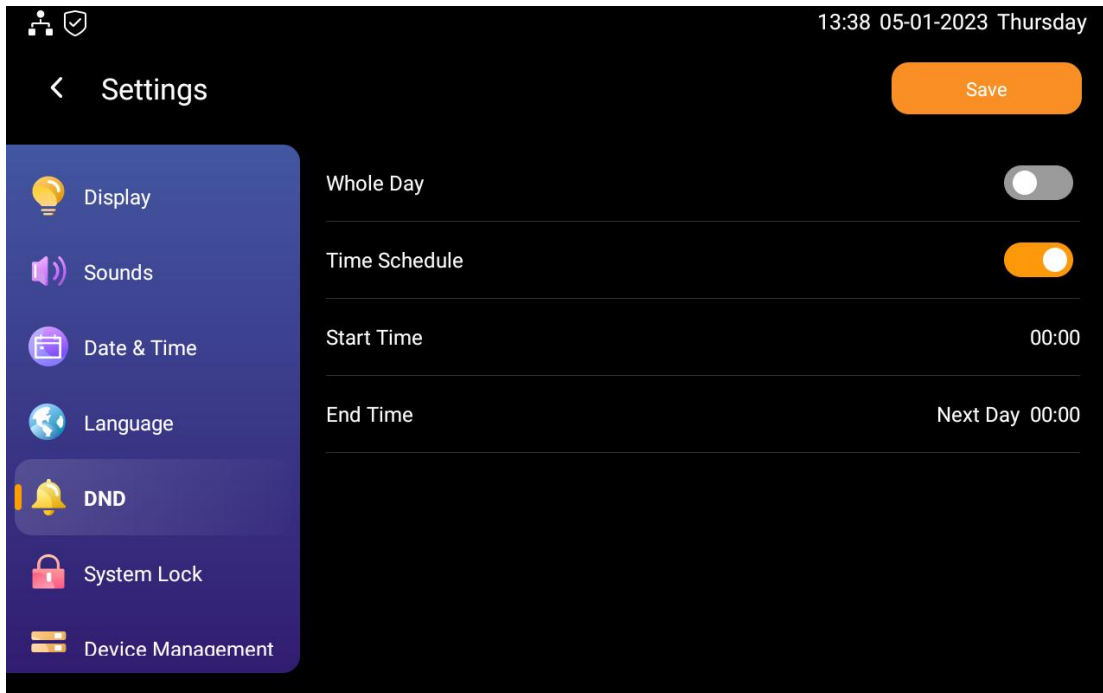 13:38 05-01-2023 Thursday
Settings
Save
Display
Sounds
Date & Time
Language
DND
System Lock
Device Management
Whole Day
Time Schedule
Start Time 00:00
End Time Next Day 00:00